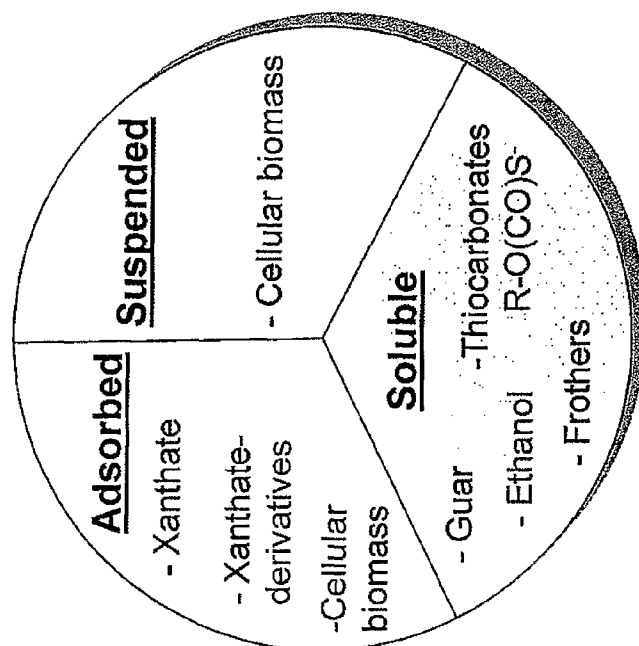 Adsorbed
- Xanthate
- Xanthate-
derivatives
-Cellular
biomass
Suspended
- Cellular biomass
Soluble
- Guar
-Thiocarbonates
R-O(CO)S-
- Ethanol
- Frothers